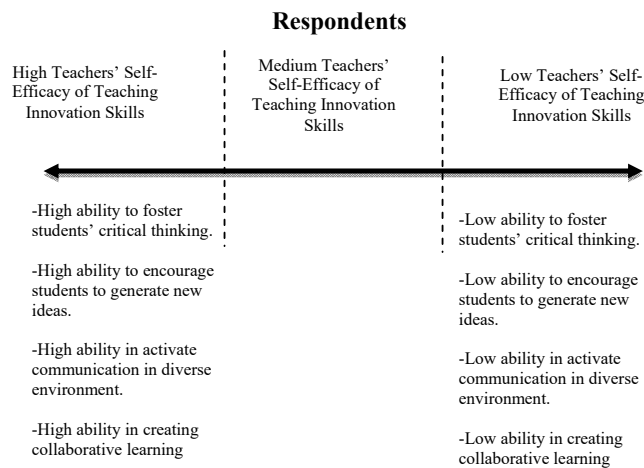 Respondents
High Teachers’ Self-
Efficacy of Teaching
Innovation Skills
Medium Teachers’
Self-Efficacy of
Teaching Innovation
Skills
Low Teachers’ Self-
Efficacy of Teaching
Innovation Skills
-High ability to foster
students’ critical thinking.
-High ability to encourage
students to generate new
ideas.
-High ability in activate
communication in diverse
environment.
-High ability in creating
collaborative learning
-Low ability to foster
students’ critical thinking.
-Low ability to encourage
students to generate new
ideas.
-Low ability in activate
communication in diverse
environment.
-Low ability in creating
collaborative learning